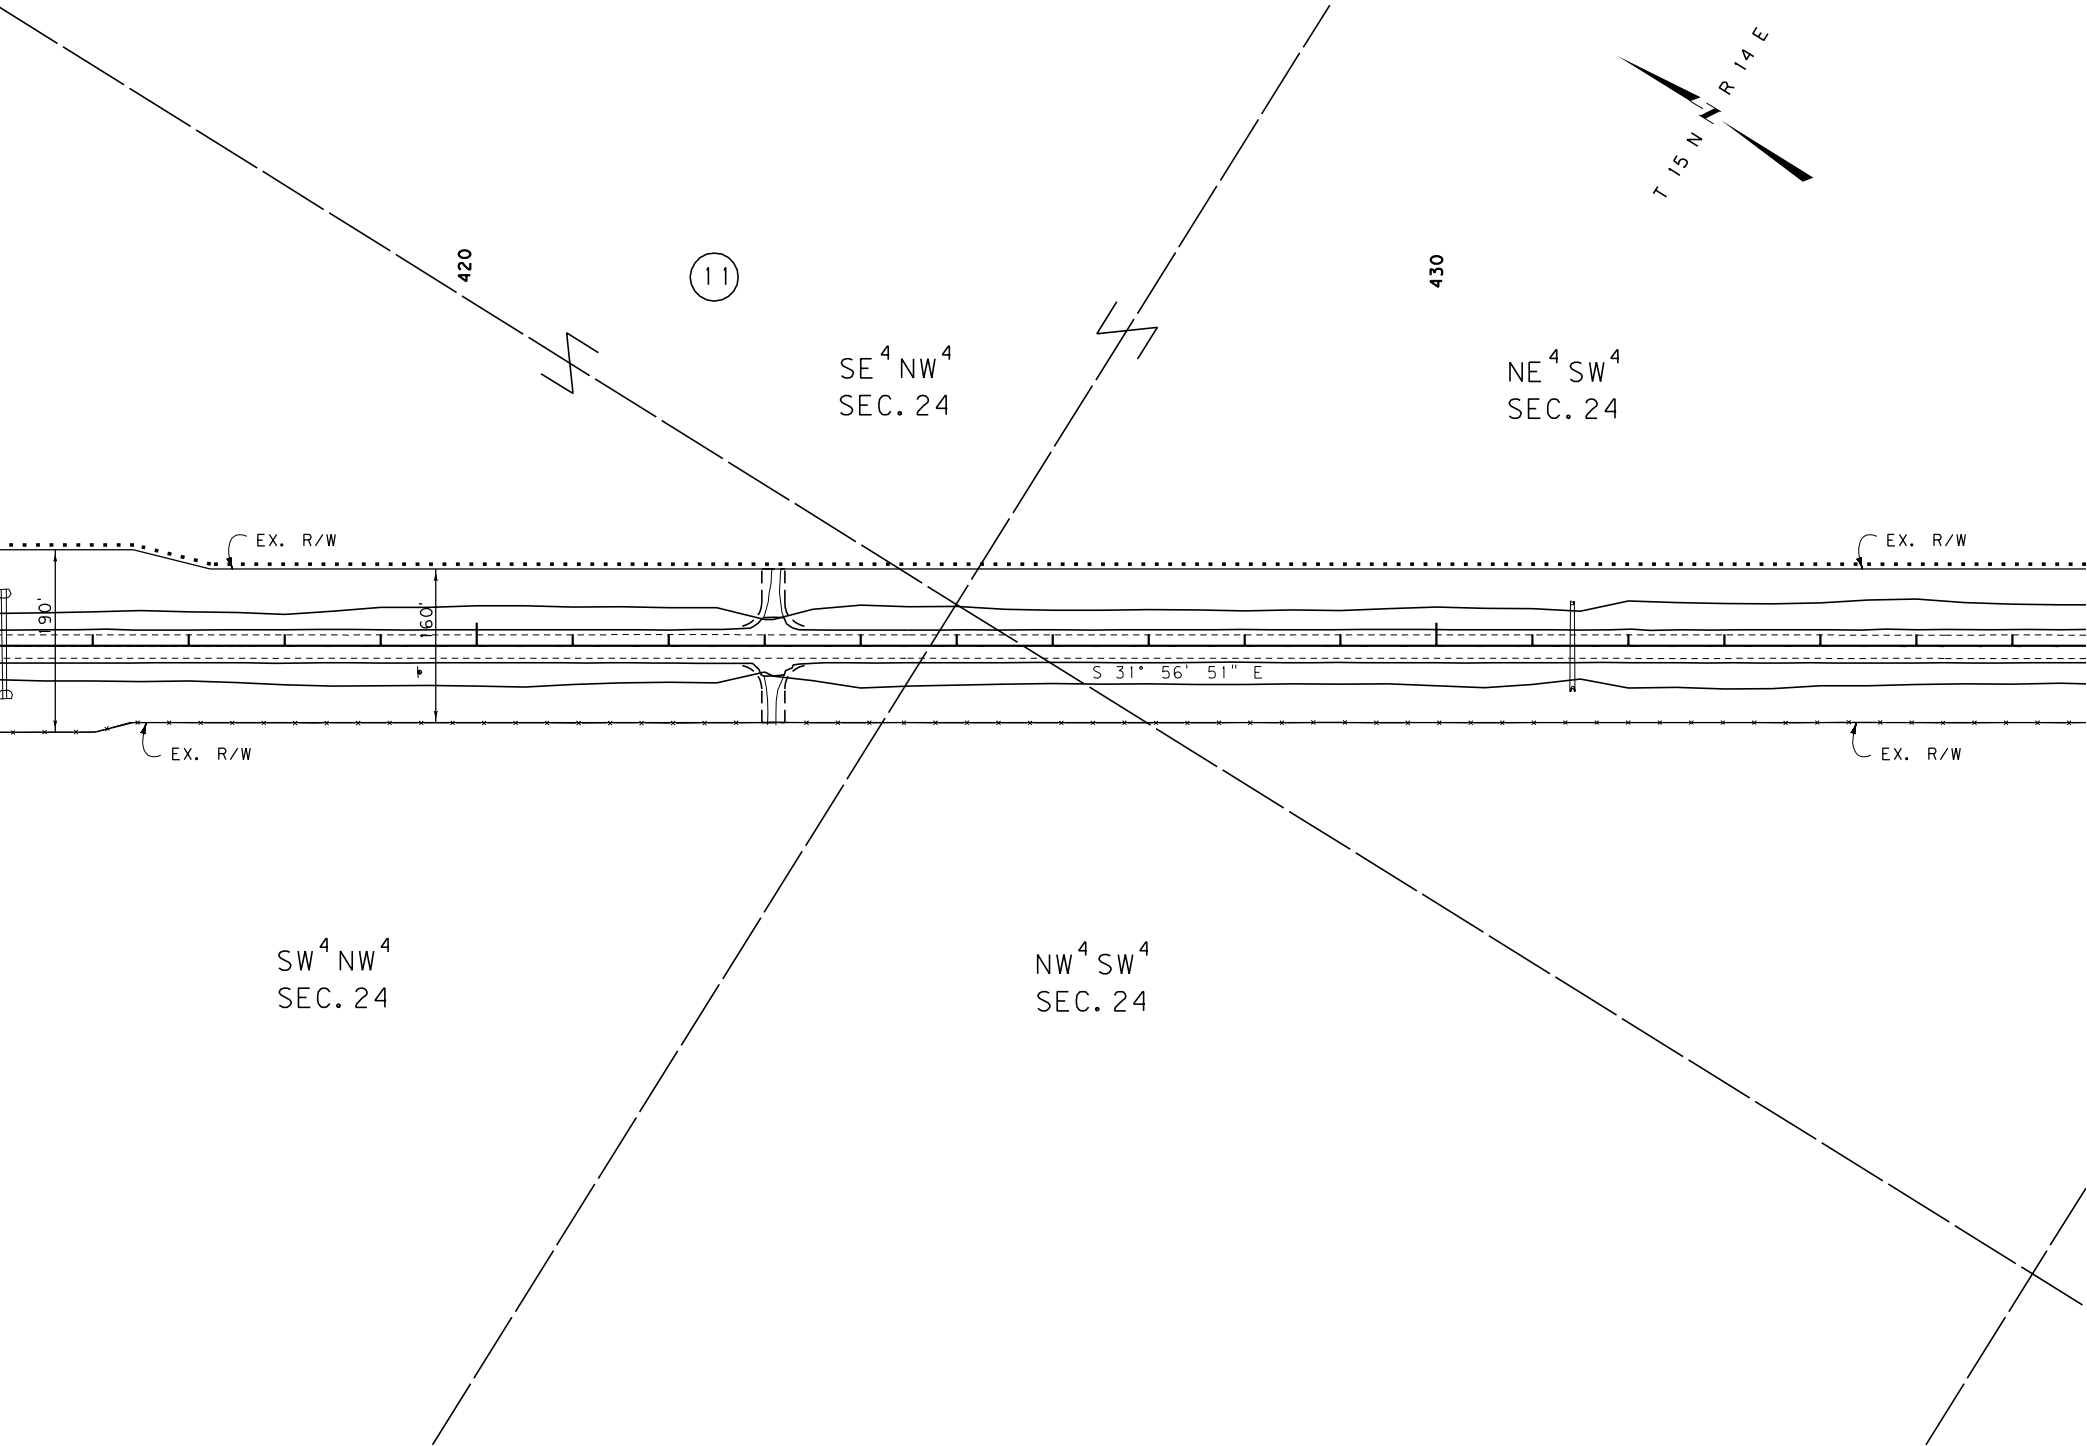 T 15 N R 14 E
420
11
430
SE⁴ NW⁴
SEC. 24
NE⁴ SW⁴
SEC. 24
EX. R/W
EX. R/W
190'
160'
S 31° 56' 51" E
EX. R/W
EX. R/W
SW⁴ NW⁴
SEC. 24
NW⁴ SW⁴
SEC. 24